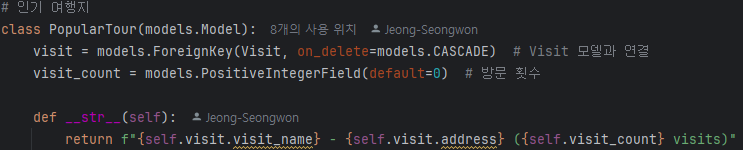 # 인기 여행지
class PopularTour(models.Model): 8개의 사용 위치 Jeong-Seongwon
    visit = models.ForeignKey(Visit, on_delete=models.CASCADE)  # Visit 모델과 연결
    visit_count = models.PositiveIntegerField(default=0)  # 방문 횟수
    def __str__(self): Jeong-Seongwon
        return f"{self.visit.visit_name} - {self.visit.address} ({self.visit_count} visits)"